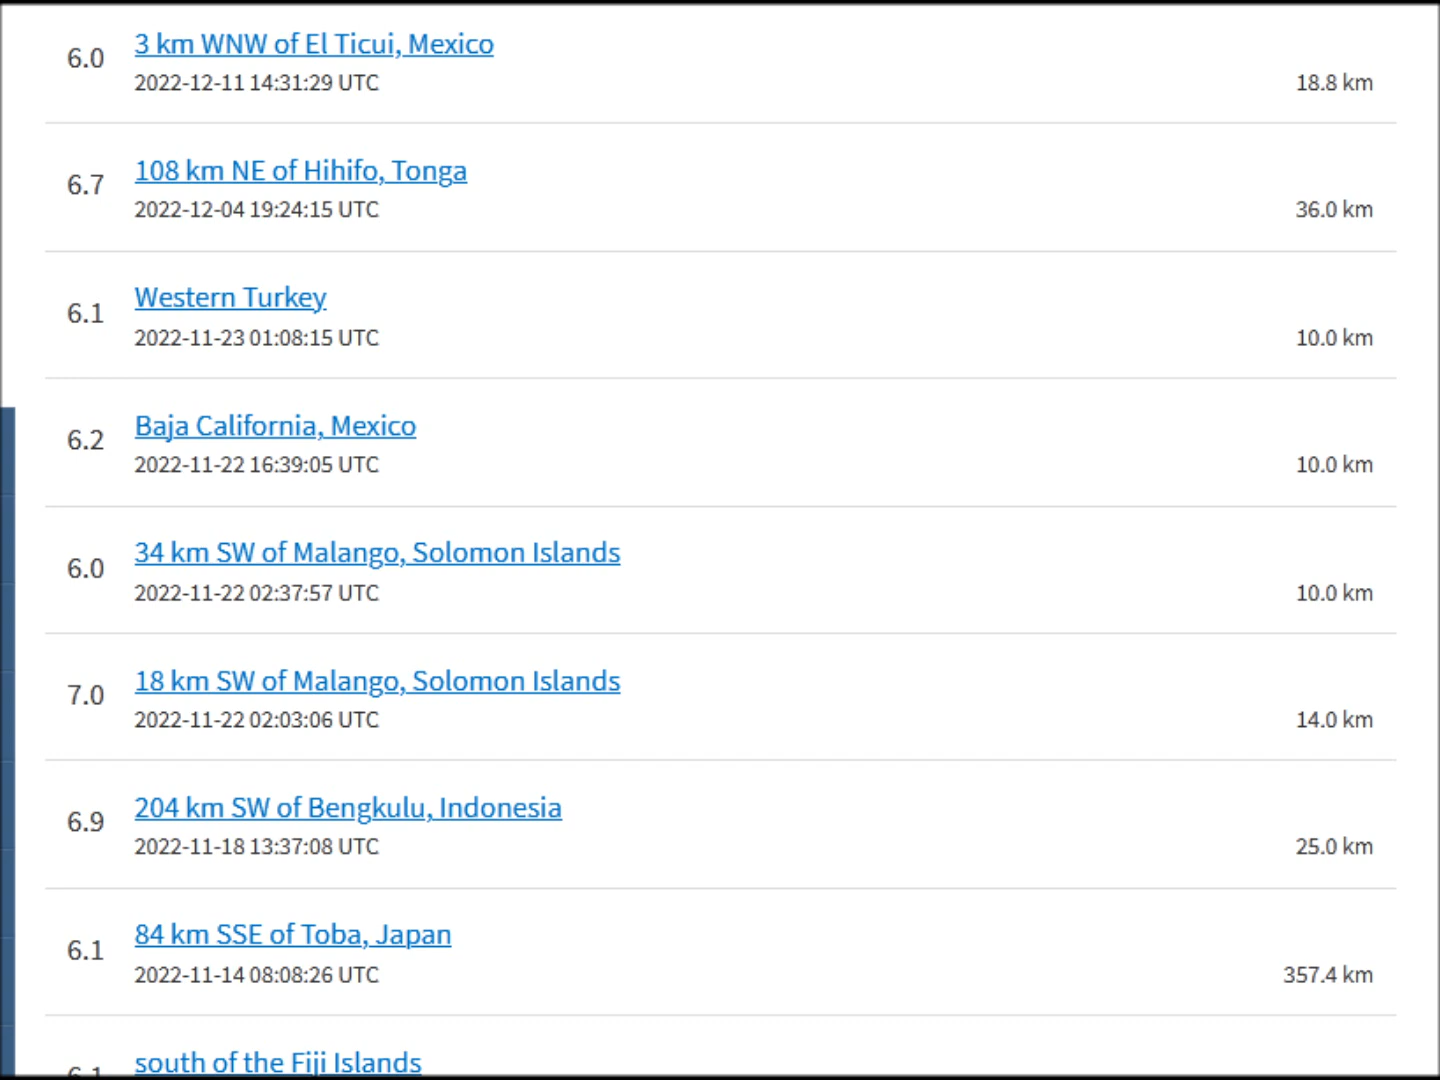 6.0
3 km WNW of El Ticui, Mexico
2022-12-11 14:31:29 UTC
18.8 km
6.7
108 km NE of Hihifo, Tonga
2022-12-04 19:24:15 UTC
36.0 km
6.1
Western Turkey
2022-11-23 01:08:15 UTC
10.0 km
6.2
Baja California, Mexico
2022-11-22 16:39:05 UTC
10.0 km
6.0
34 km SW of Malango, Solomon Islands
2022-11-22 02:37:57 UTC
10.0 km
7.0
18 km SW of Malango, Solomon Islands
2022-11-22 02:03:06 UTC
14.0 km
6.9
204 km SW of Bengkulu, Indonesia
2022-11-18 13:37:08 UTC
25.0 km
6.1
84 km SSE of Toba, Japan
2022-11-14 08:08:26 UTC
357.4 km
6.1
south of the Fiji Islands